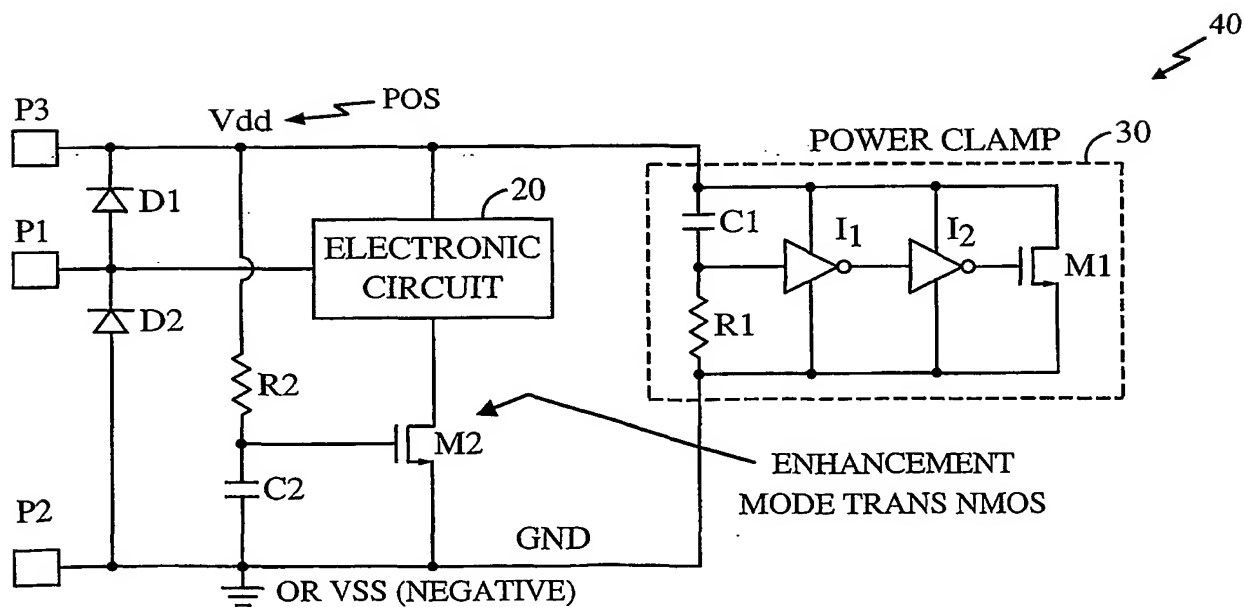 40
P3
Vdd
POS
POWER CLAMP
30
D1
20
C1
I1
I2
P1
ELECTRONIC
CIRCUIT
M1
D2
R1
R2
M2
C2
ENHANCEMENT
MODE TRANS NMOS
P2
GND
OR VSS (NEGATIVE)